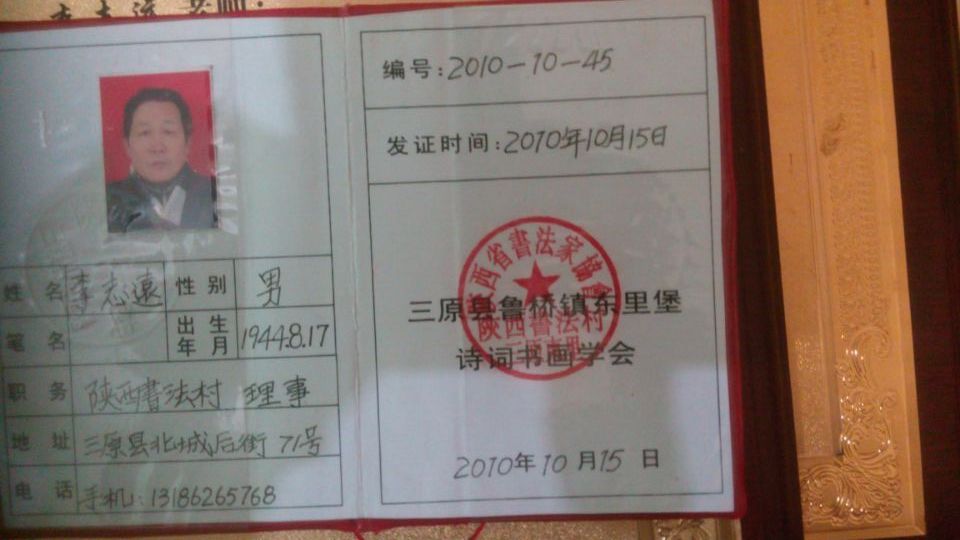 李志远
编号:2010-10-45
发证时间:2010年10月15日
姓名 李志遠 性别 男
笔名 出生年月 1944.8.17
职务 陕西書法村 理事
地址 三原县北城后街 71号
电话 手机:13186265768
陕西省書法家協會
陕西書法村
三原县鲁桥镇东里堡
诗词书画学会
2010年10月15日